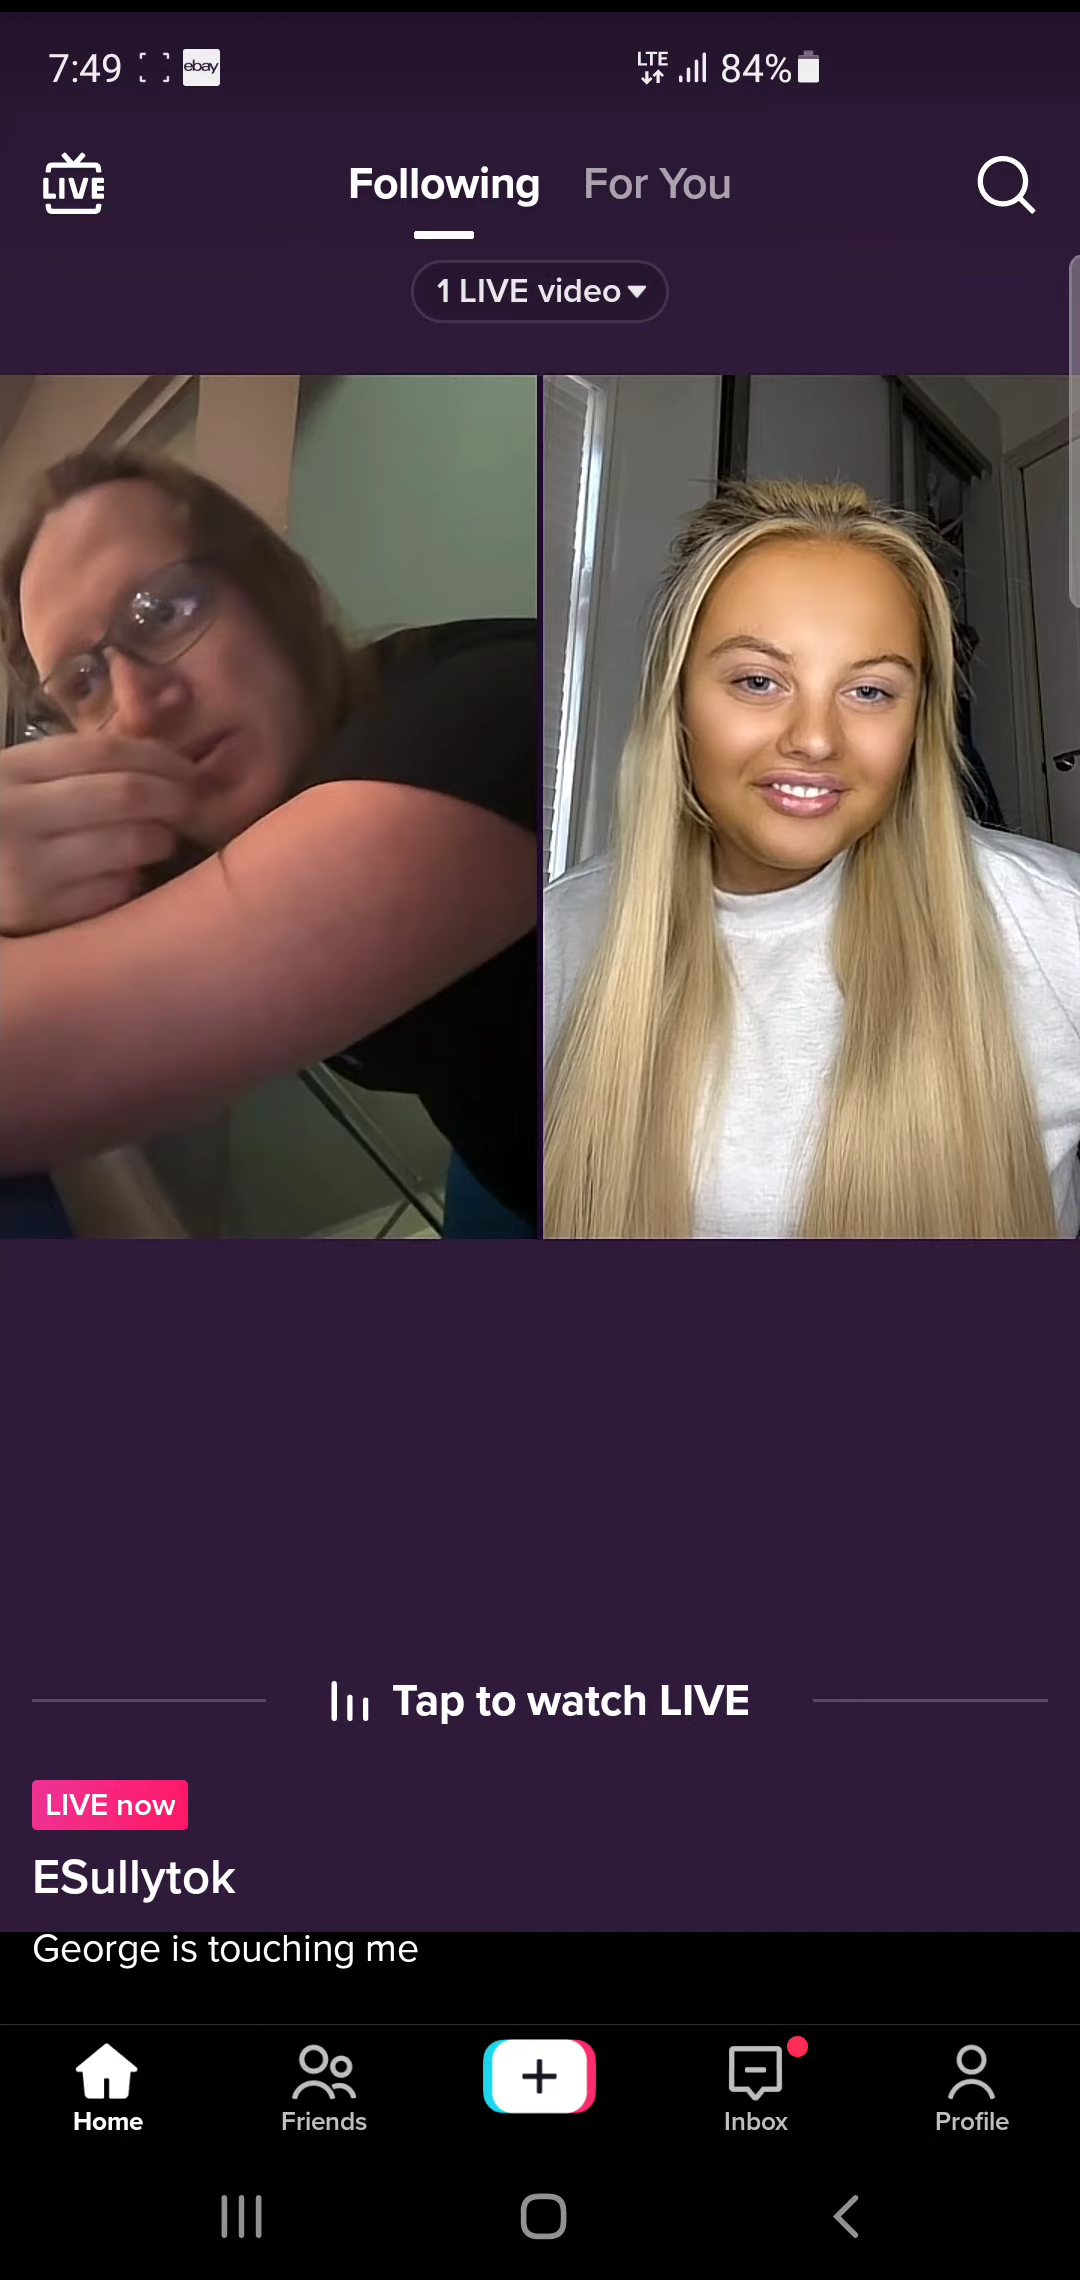 7:49 ebay LTE 84%
LIVE Following For You
1 LIVE video
Tap to watch LIVE
LIVE now
ESullytok
George is touching me
Home Friends Inbox Profile